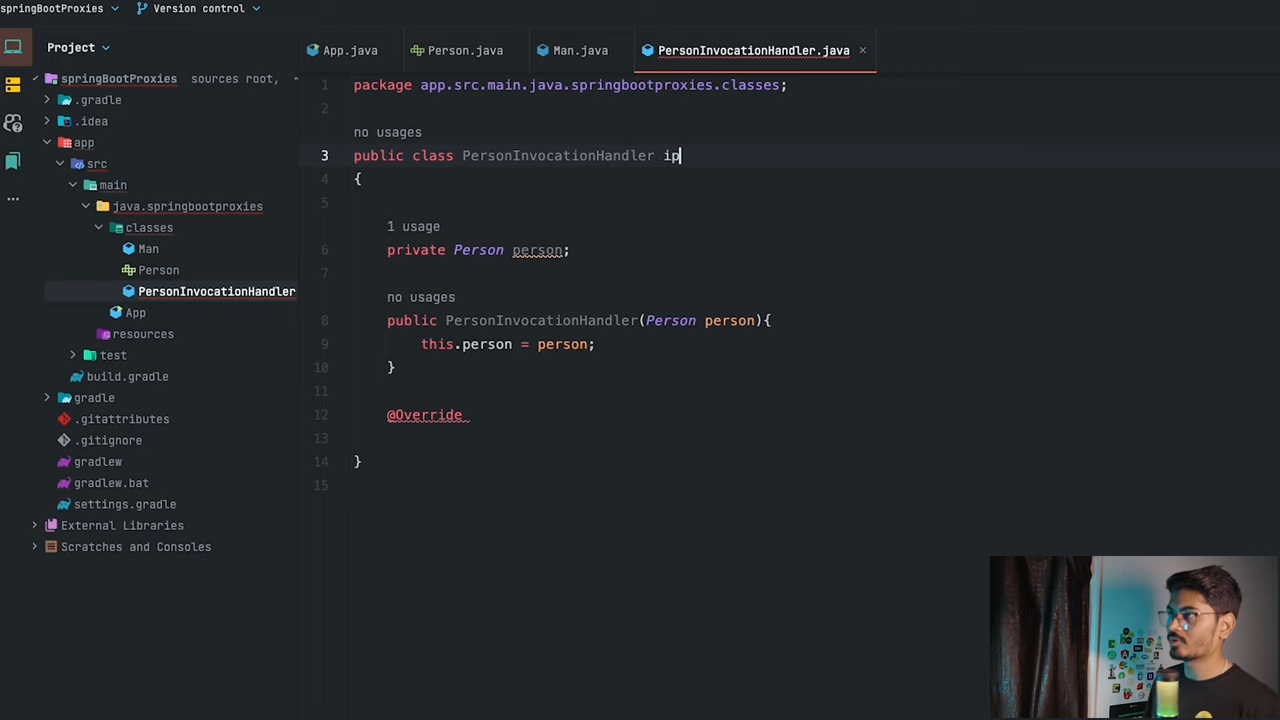 springBootProxies Version control
Project
App.java Person.java Man.java PersonInvocationHandler.java
springBootProxies sources root,
.gradle
.idea
app
src
main
java.springbootproxies
classes
Man
Person
PersonInvocationHandler
App
resources
test
build.gradle
gradle
.gitattributes
.gitignore
gradlew
gradlew.bat
settings.gradle
External Libraries
Scratches and Consoles
1 package app.src.main.java.springbootproxies.classes;
2
no usages
3 public class PersonInvocationHandler ip
4 {
5
1 usage
6 private Person person;
7
no usages
8 public PersonInvocationHandler(Person person){
9 this.person = person;
10 }
11
12 @Override
13
14 }
15